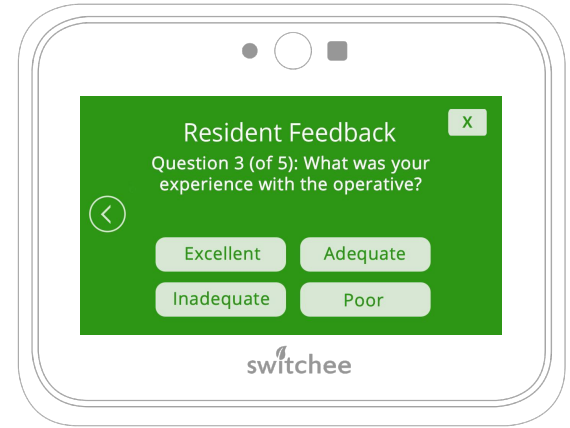 Resident Feedback
X
Question 3 (of 5): What was your
experience with the operative?
Excellent
Adequate
Inadequate
Poor
switchee